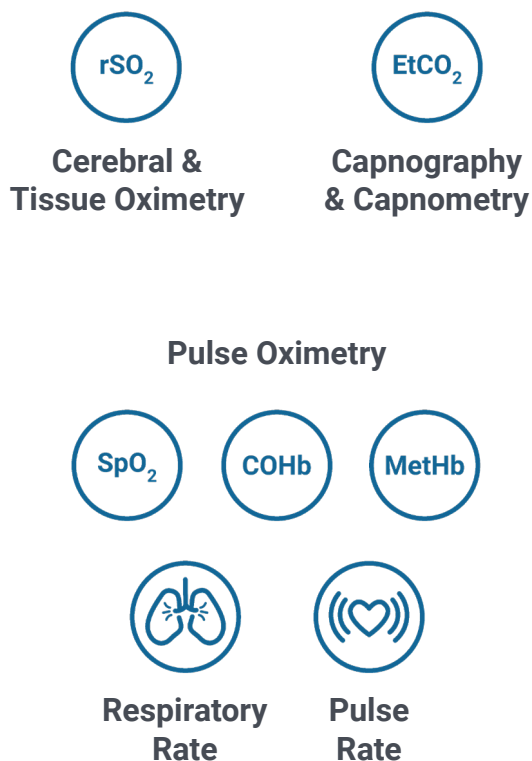 rSO₂
EtCO₂
Cerebral &
Tissue Oximetry
Capnography
& Capnometry
Pulse Oximetry
SpO₂
COHb
MetHb
Respiratory
Rate
Pulse
Rate